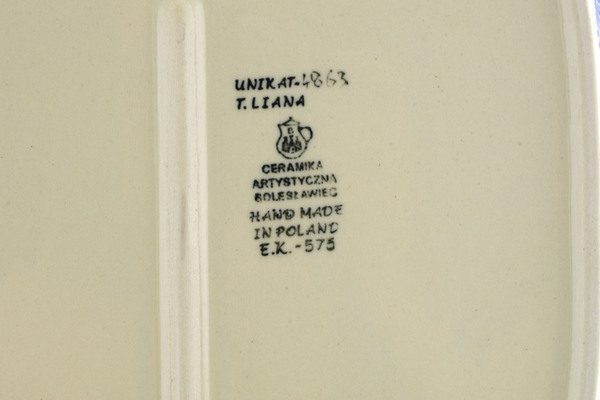 UNIKAT-4863
T. LIANA
CERAMIKA
ARTYSTYCZNA
BOLESŁAWIEC
HAND MADE
IN POLAND
E.K.-575